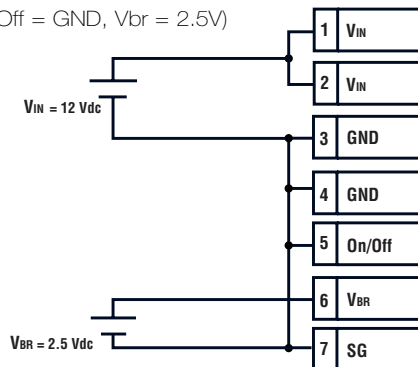 Off = GND, Vbr = 2.5V)
1 VIN
2 VIN
VIN = 12 Vdc
3 GND
4 GND
5 On/Off
6 VBR
VBR = 2.5 Vdc
7 SG